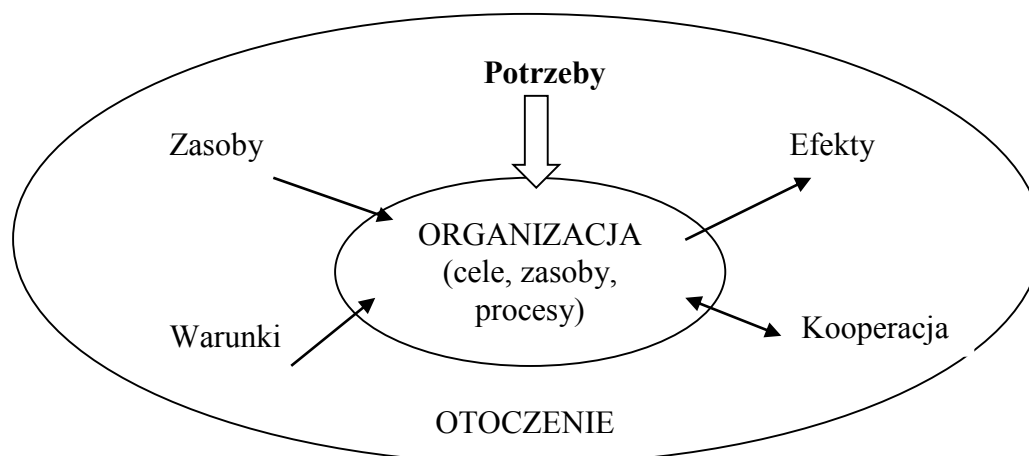 Potrzeby
Zasoby
Efekty
ORGANIZACJA
(cele, zasoby,
procesy)
Warunki
Kooperacja
OTOCZENIE